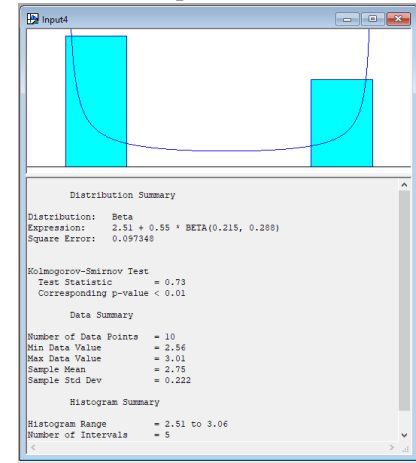 Input4
Distribution Summary
Distribution: Beta
Expression: 2.51 + 0.55 * BETA(0.215, 0.288)
Square Error: 0.097348
Kolmogorov-Smirnov Test
Test Statistic = 0.73
Corresponding p-value < 0.01
Data Summary
Number of Data Points = 10
Min Data Value = 2.56
Max Data Value = 3.01
Sample Mean = 2.75
Sample Std Dev = 0.222
Histogram Summary
Histogram Range = 2.51 to 3.06
Number of Intervals = 5